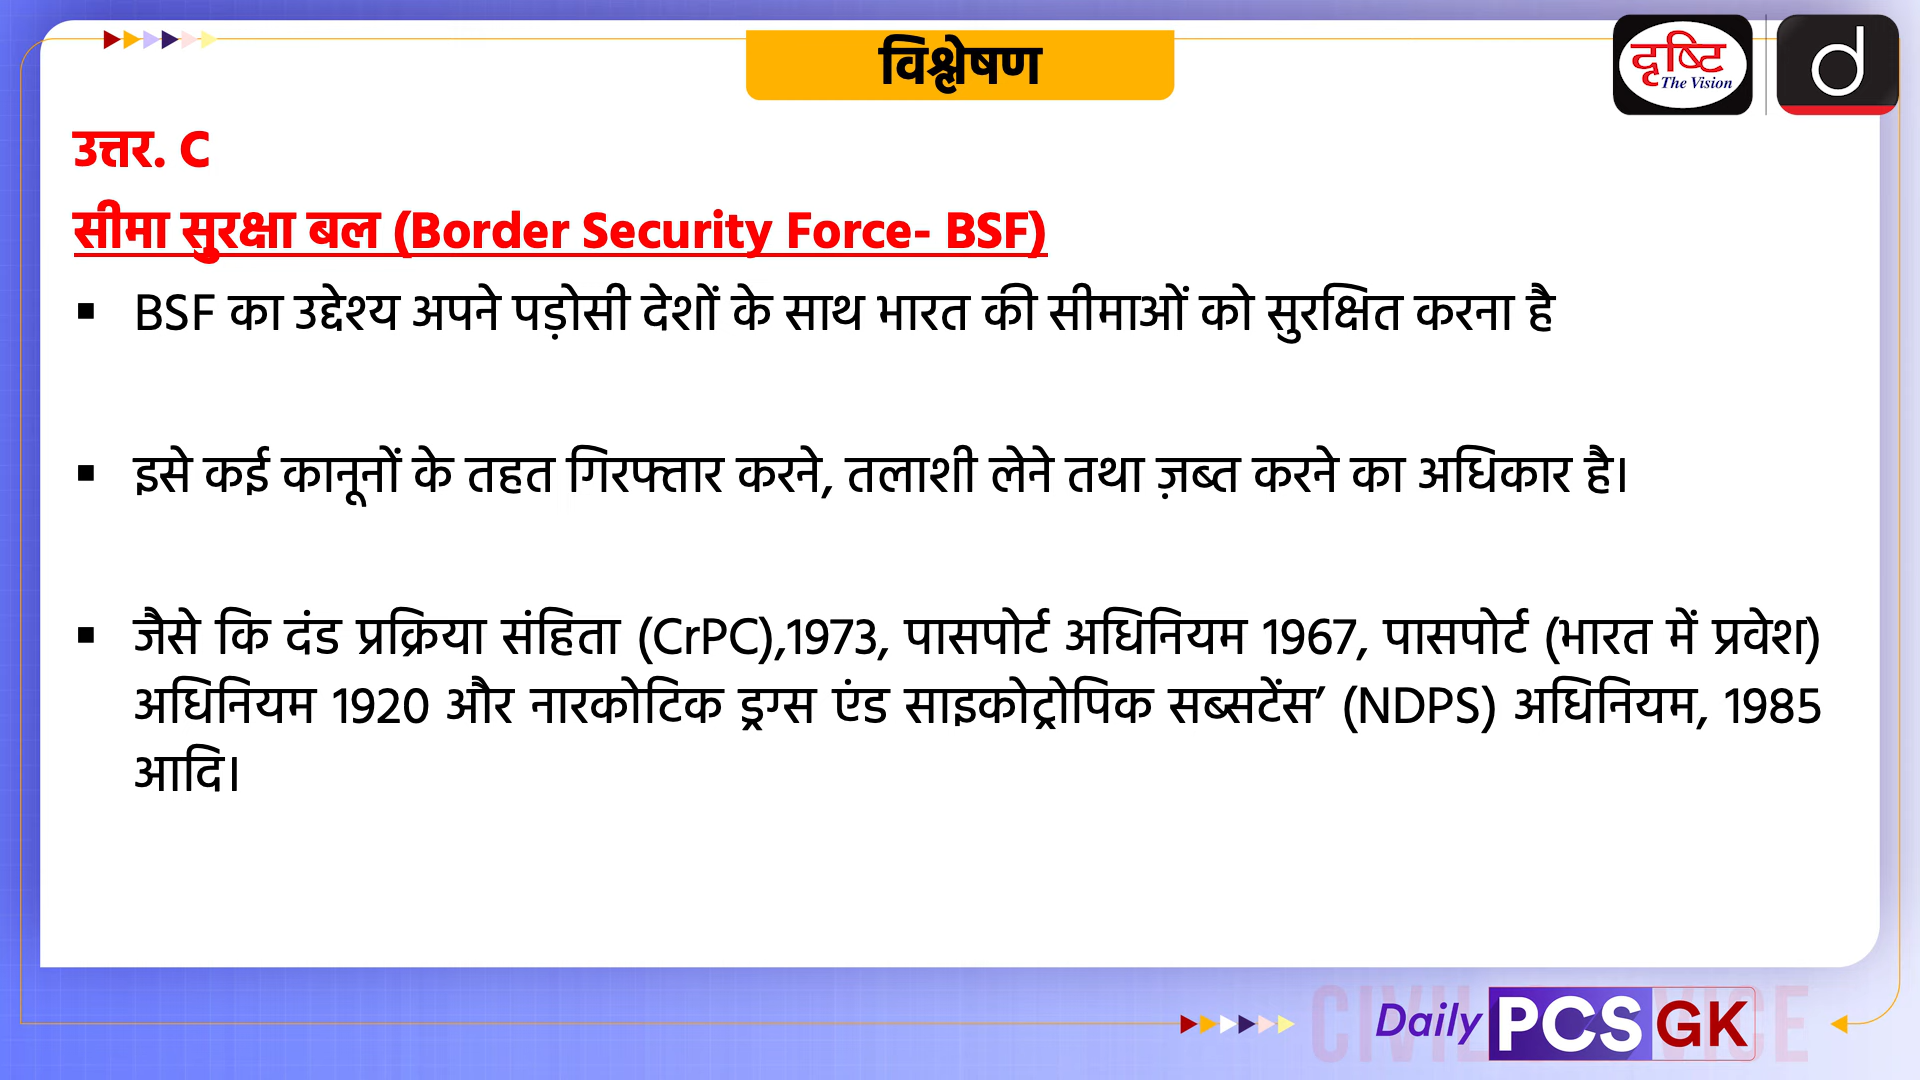 विश्लेषण
दृष्टि
The Vision
d
उत्तर. C
सीमा सुरक्षा बल (Border Security Force- BSF)
▪ BSF का उद्देश्य अपने पड़ोसी देशों के साथ भारत की सीमाओं को सुरक्षित करना है
▪ इसे कई कानूनों के तहत गिरफ्तार करने, तलाशी लेने तथा ज़ब्त करने का अधिकार है।
▪ जैसे कि दंड प्रक्रिया संहिता (CrPC),1973, पासपोर्ट अधिनियम 1967, पासपोर्ट (भारत में प्रवेश)
अधिनियम 1920 और नारकोटिक ड्रग्स एंड साइकोट्रोपिक सब्सटेंस’ (NDPS) अधिनियम, 1985
आदि।
Daily PCS GK